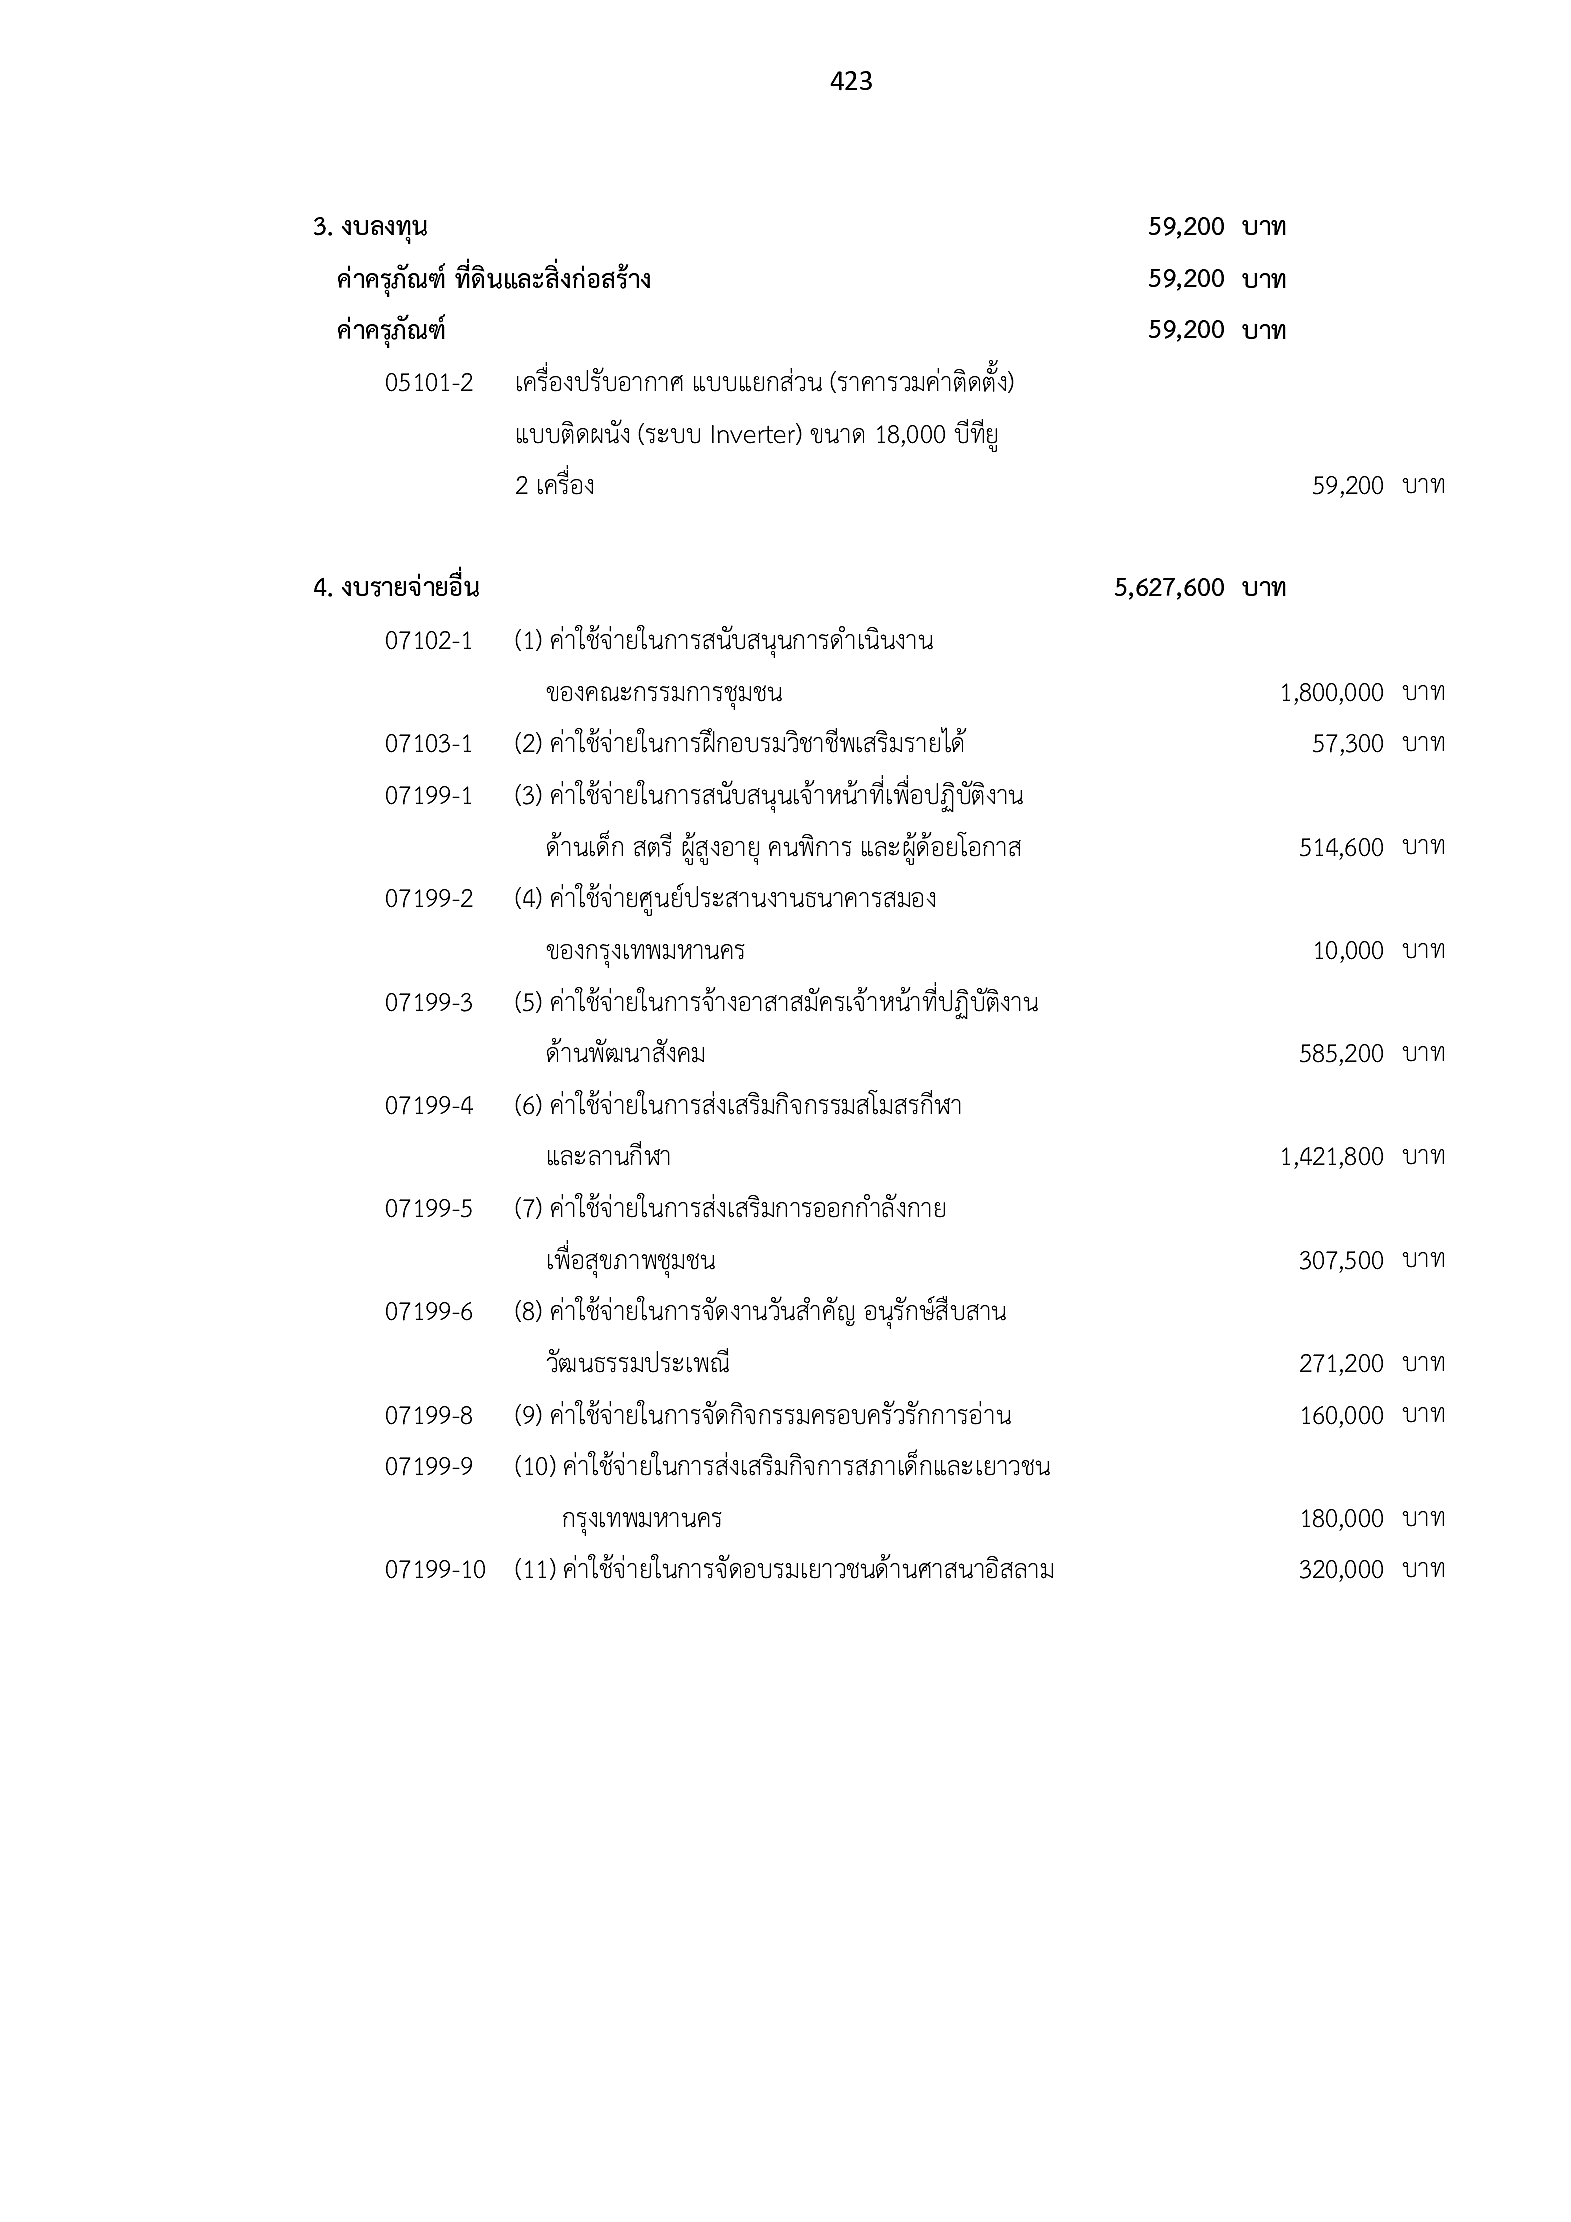 423
3. งบลงทุน 59,200 บาท
ค่าครุภัณฑ์ ที่ดินและสิ่งก่อสร้าง 59,200 บาท
ค่าครุภัณฑ์ 59,200 บาท
05101-2 เครื่องปรับอากาศ แบบแยกส่วน (ราคารวมค่าติดตั้ง)
แบบติดผนัง (ระบบ Inverter) ขนาด 18,000 บีทียู
2 เครื่อง 59,200 บาท
4. งบรายจ่ายอื่น 5,627,600 บาท
07102-1 (1) ค่าใช้จ่ายในการสนับสนุนการดำเนินงาน
ของคณะกรรมการชุมชน 1,800,000 บาท
07103-1 (2) ค่าใช้จ่ายในการฝึกอบรมวิชาชีพเสริมรายได้ 57,300 บาท
07199-1 (3) ค่าใช้จ่ายในการสนับสนุนเจ้าหน้าที่เพื่อปฏิบัติงาน
ด้านเด็ก สตรี ผู้สูงอายุ คนพิการ และผู้ด้อยโอกาส 514,600 บาท
07199-2 (4) ค่าใช้จ่ายศูนย์ประสานงานธนาคารสมอง
ของกรุงเทพมหานคร 10,000 บาท
07199-3 (5) ค่าใช้จ่ายในการจ้างอาสาสมัครเจ้าหน้าที่ปฏิบัติงาน
ด้านพัฒนาสังคม 585,200 บาท
07199-4 (6) ค่าใช้จ่ายในการส่งเสริมกิจกรรมสโมสรกีฬา
และลานกีฬา 1,421,800 บาท
07199-5 (7) ค่าใช้จ่ายในการส่งเสริมการออกกำลังกาย
เพื่อสุขภาพชุมชน 307,500 บาท
07199-6 (8) ค่าใช้จ่ายในการจัดงานวันสำคัญ อนุรักษ์สืบสาน
วัฒนธรรมประเพณี 271,200 บาท
07199-8 (9) ค่าใช้จ่ายในการจัดกิจกรรมครอบครัวรักการอ่าน 160,000 บาท
07199-9 (10) ค่าใช้จ่ายในการส่งเสริมกิจการสภาเด็กและเยาวชน
กรุงเทพมหานคร 180,000 บาท
07199-10 (11) ค่าใช้จ่ายในการจัดอบรมเยาวชนด้านศาสนาอิสลาม 320,000 บาท